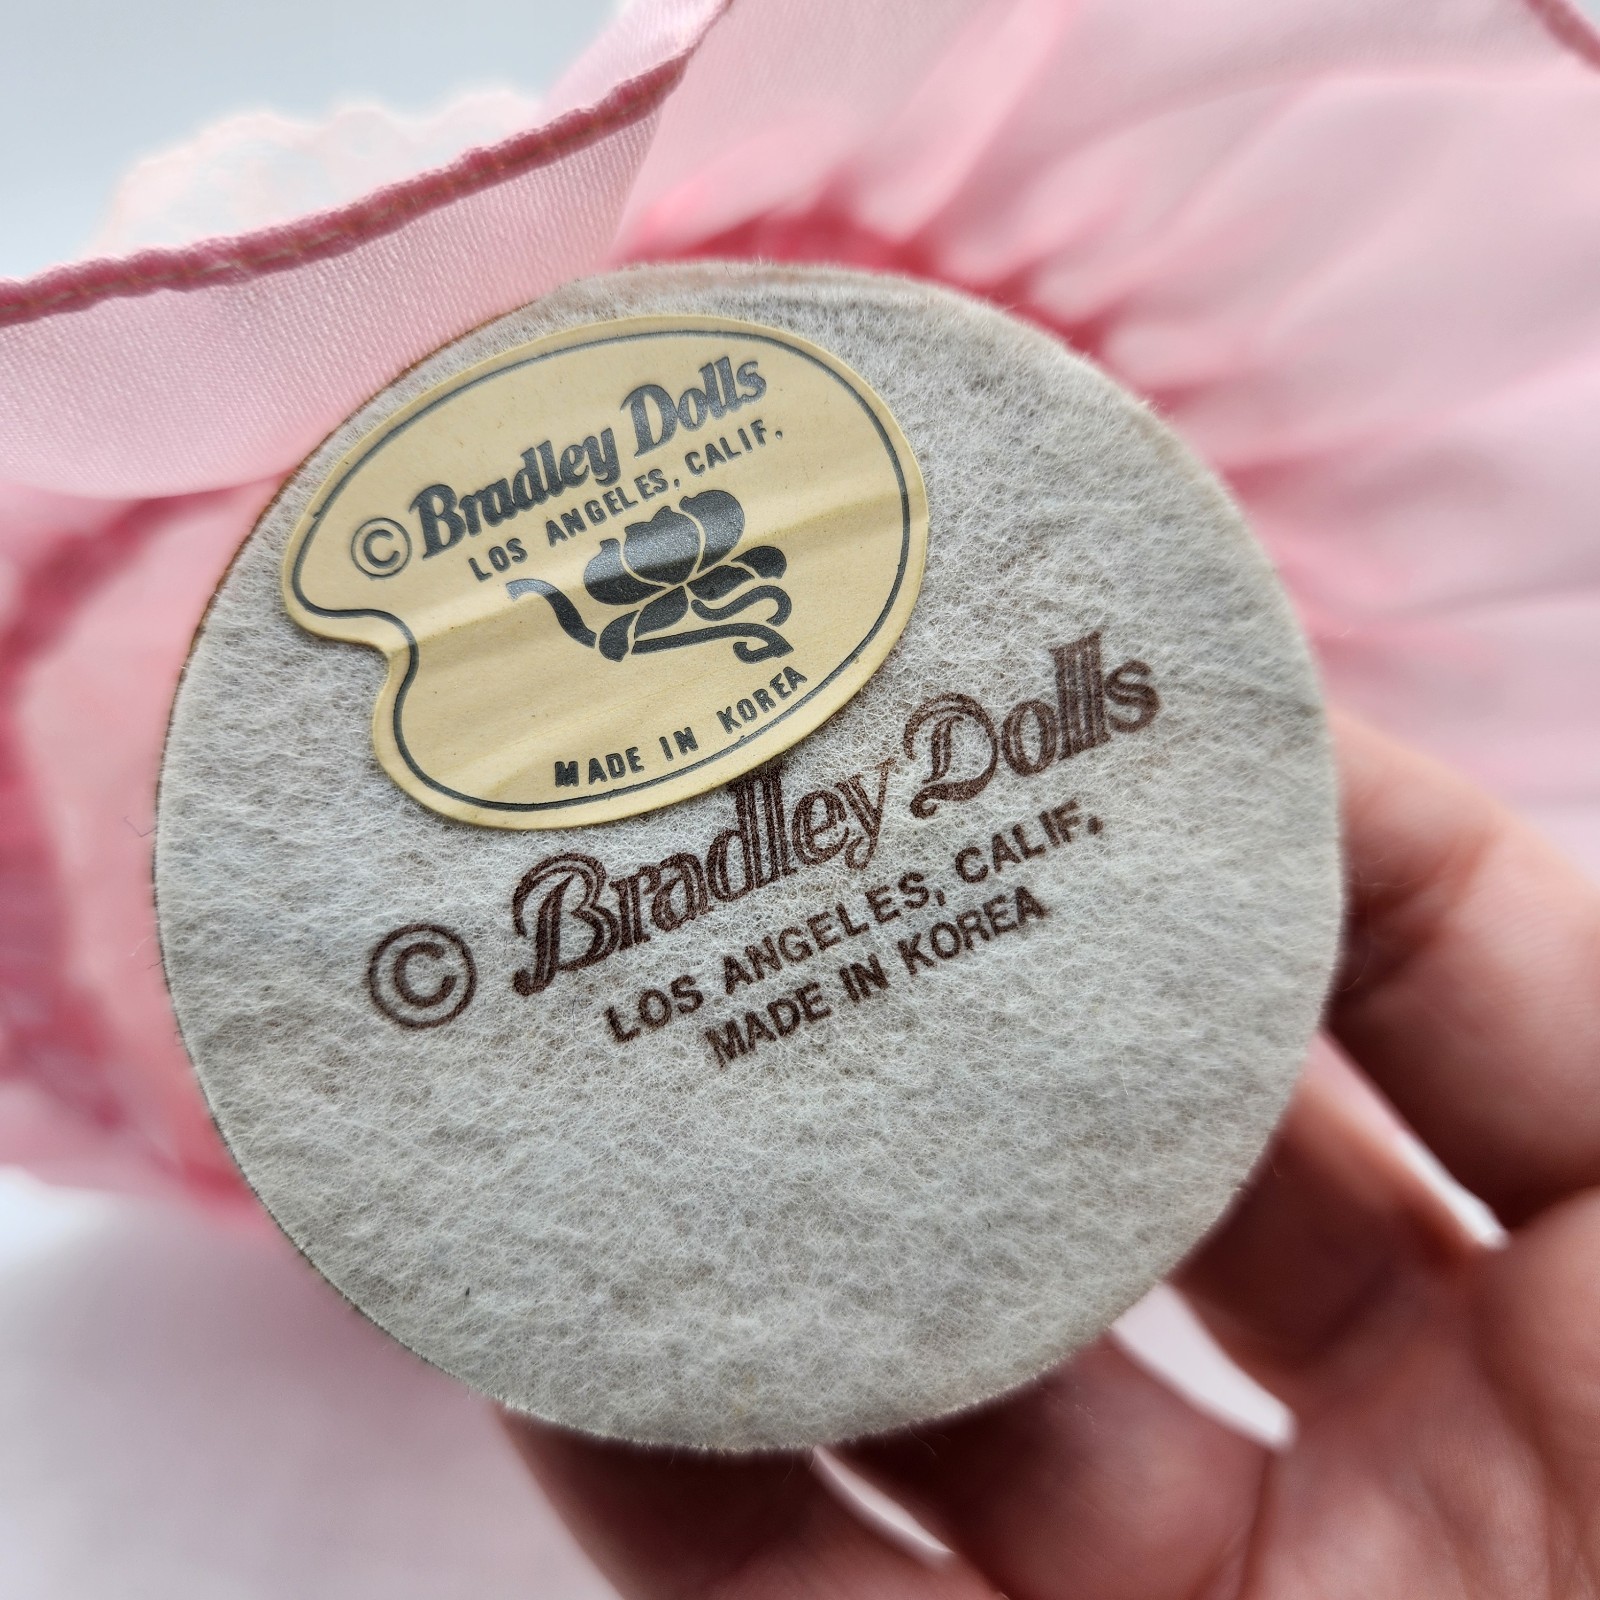 © Bradley Dolls
LOS ANGELES, CALIF.
MADE IN KOREA
© Bradley Dolls
LOS ANGELES, CALIF.
MADE IN KOREA